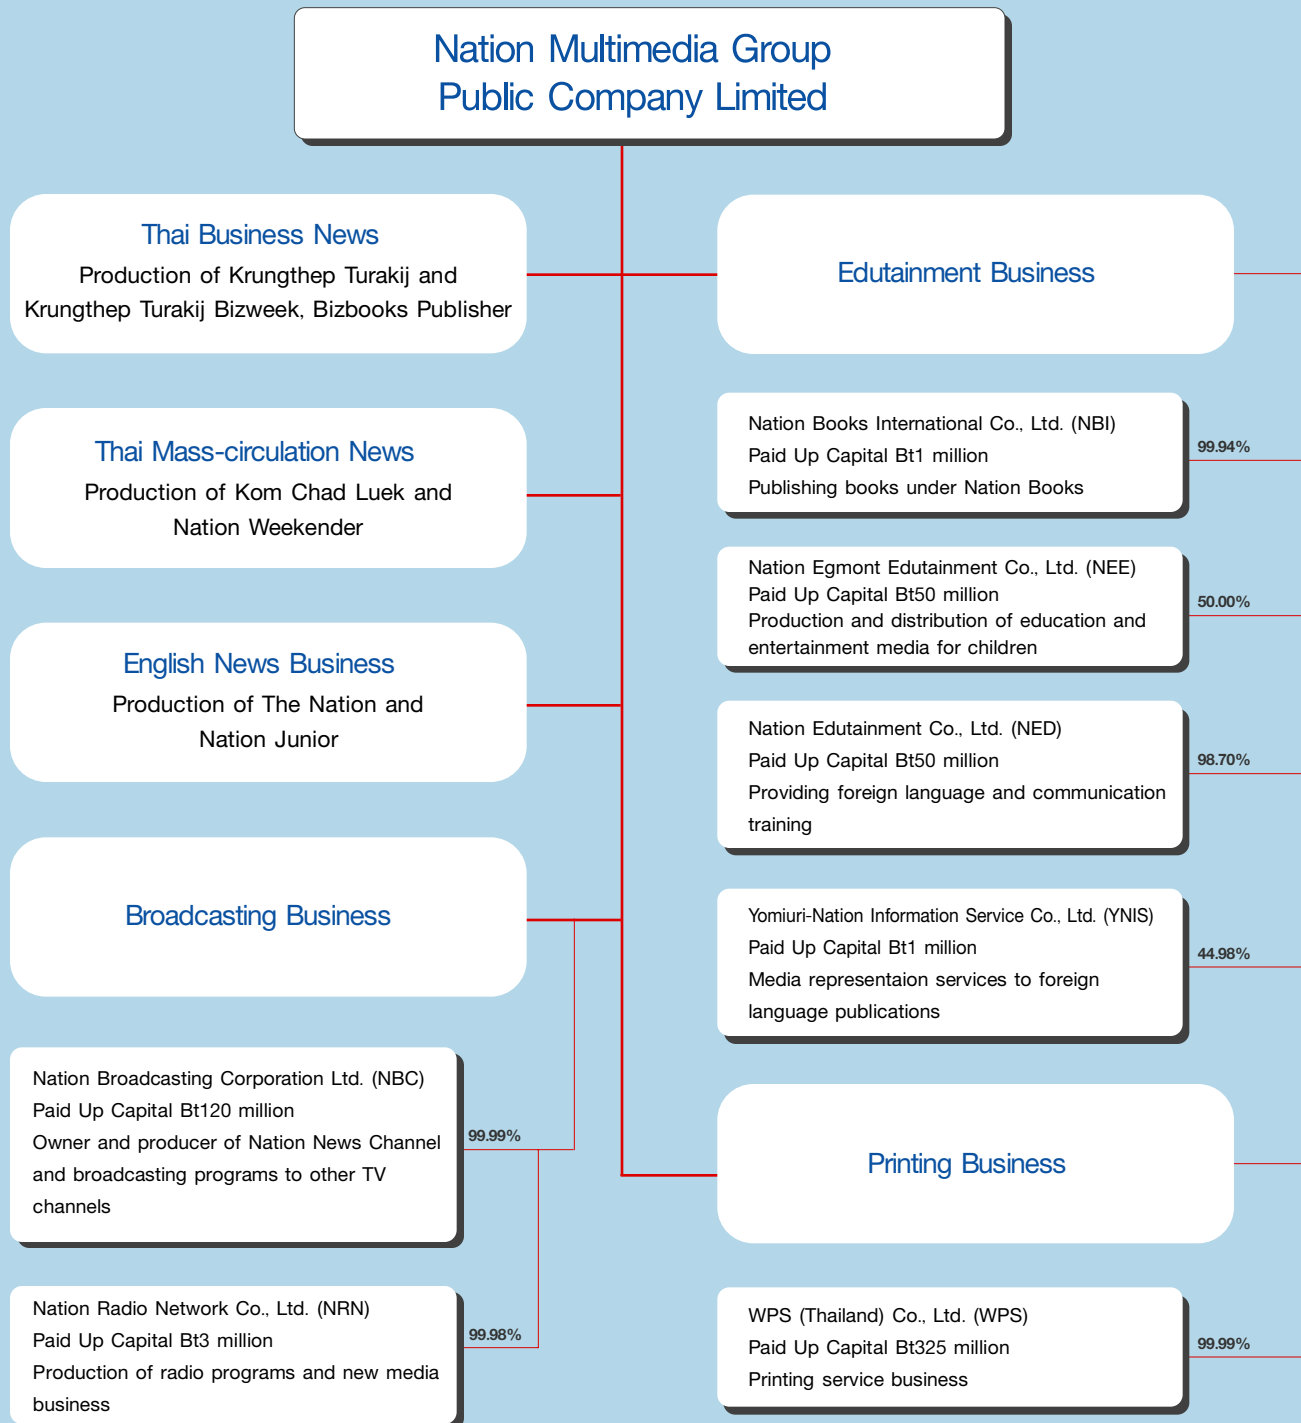 Nation Multimedia Group
Public Company Limited
Thai Business News
Production of Krungthep Turakij and
Krungthep Turakij Bizweek, Bizbooks Publisher
Thai Mass-circulation News
Production of Kom Chad Luek and
Nation Weekender
English News Business
Production of The Nation and
Nation Junior
Broadcasting Business
Nation Broadcasting Corporation Ltd. (NBC)
Paid Up Capital Bt120 million
Owner and producer of Nation News Channel
and broadcasting programs to other TV
channels
99.99%
Nation Radio Network Co., Ltd. (NRN)
Paid Up Capital Bt3 million
Production of radio programs and new media
business
99.98%
Edutainment Business
Nation Books International Co., Ltd. (NBI)
Paid Up Capital Bt1 million
Publishing books under Nation Books
99.94%
Nation Egmont Edutainment Co., Ltd. (NEE)
Paid Up Capital Bt50 million
Production and distribution of education and
entertainment media for children
50.00%
Nation Edutainment Co., Ltd. (NED)
Paid Up Capital Bt50 million
Providing foreign language and communication
training
98.70%
Yomiuri-Nation Information Service Co., Ltd. (YNIS)
Paid Up Capital Bt1 million
Media representaion services to foreign
language publications
44.98%
Printing Business
WPS (Thailand) Co., Ltd. (WPS)
Paid Up Capital Bt325 million
Printing service business
99.99%